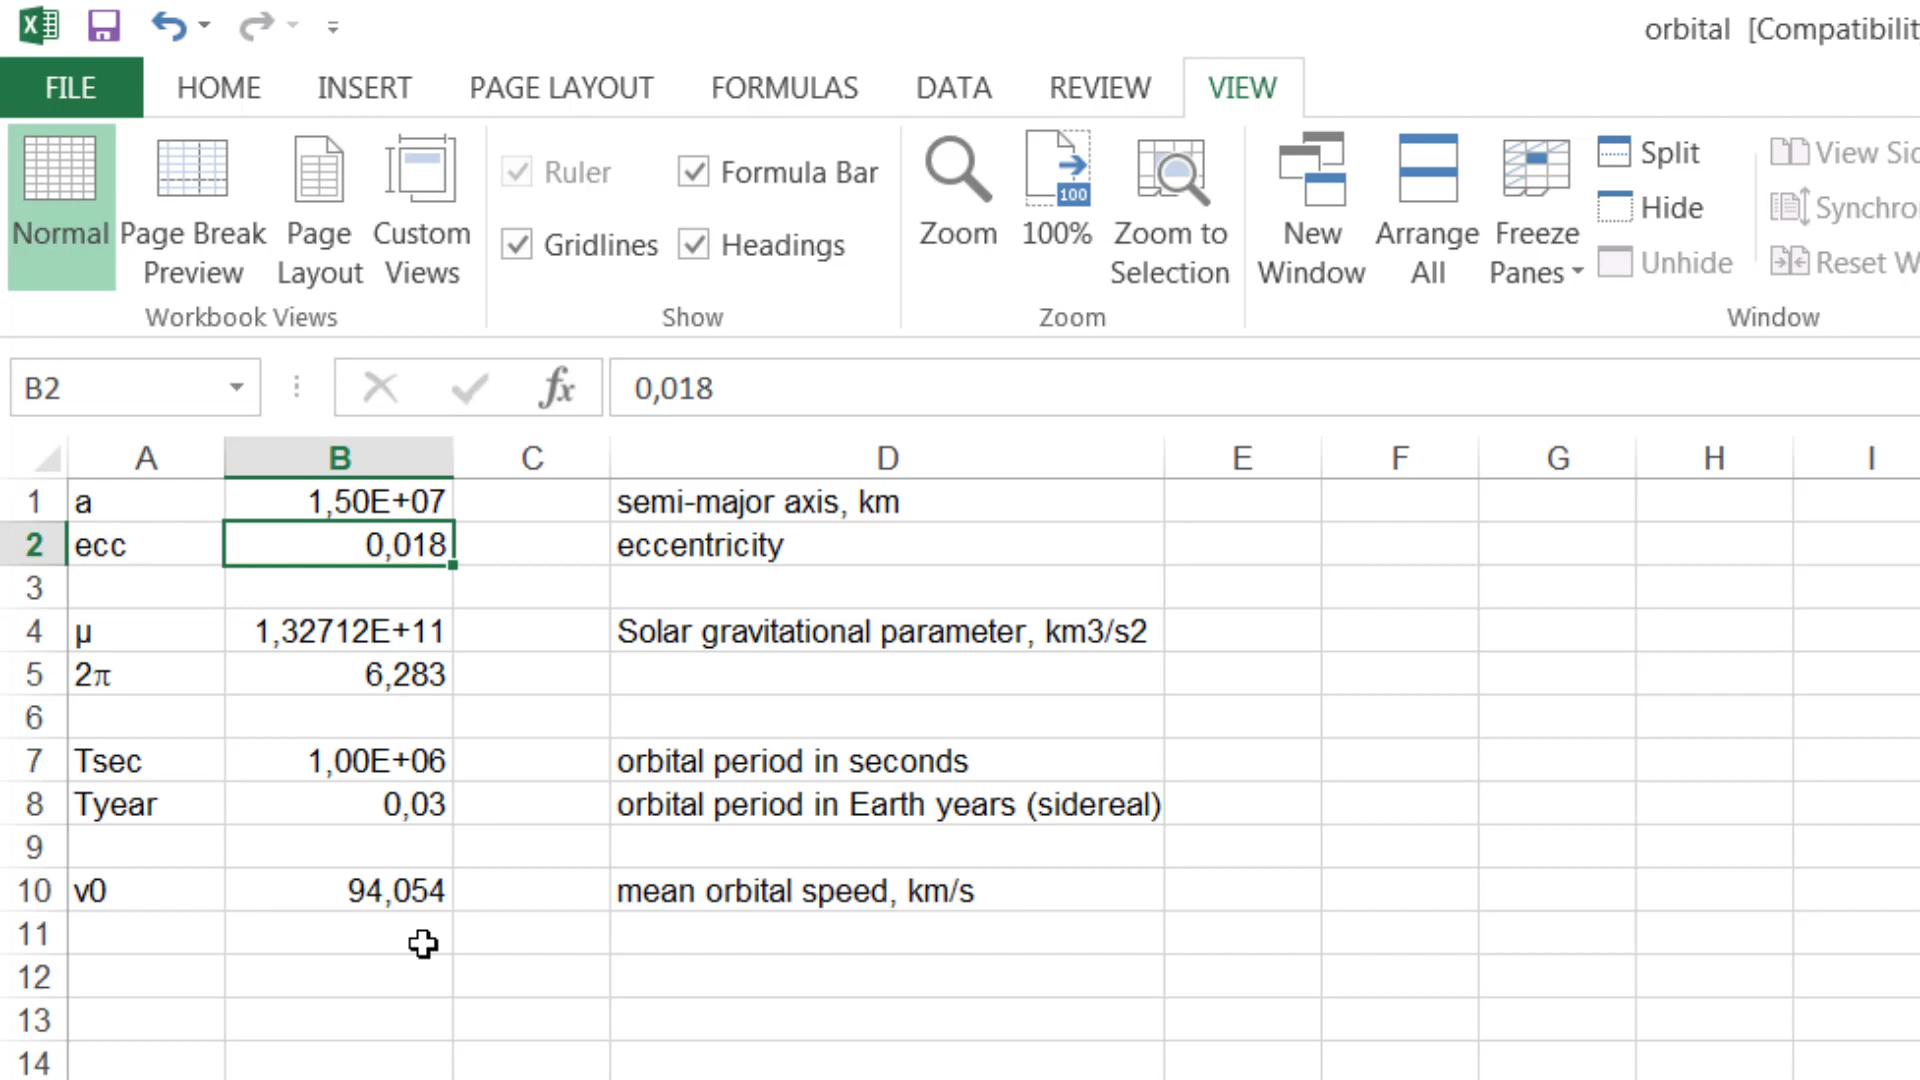 orbital [Compatibilit
FILE HOME INSERT PAGE LAYOUT FORMULAS DATA REVIEW VIEW
Normal
Page Break Preview
Page Layout
Custom Views
Workbook Views
Ruler
Formula Bar
Gridlines
Headings
Show
Zoom
100
100%
Zoom to Selection
Zoom
New Window
Arrange All
Freeze Panes
Split
Hide
Unhide
View Sid
Synchro
Reset W
Window
B2 fx 0,018
A B C D E F G H I
1 a 1,50E+07 semi-major axis, km
2 ecc 0,018 eccentricity
3
4 µ 1,32712E+11 Solar gravitational parameter, km3/s2
5 2π 6,283
6
7 Tsec 1,00E+06 orbital period in seconds
8 Tyear 0,03 orbital period in Earth years (sidereal)
9
10 v0 94,054 mean orbital speed, km/s
11
12
13
14